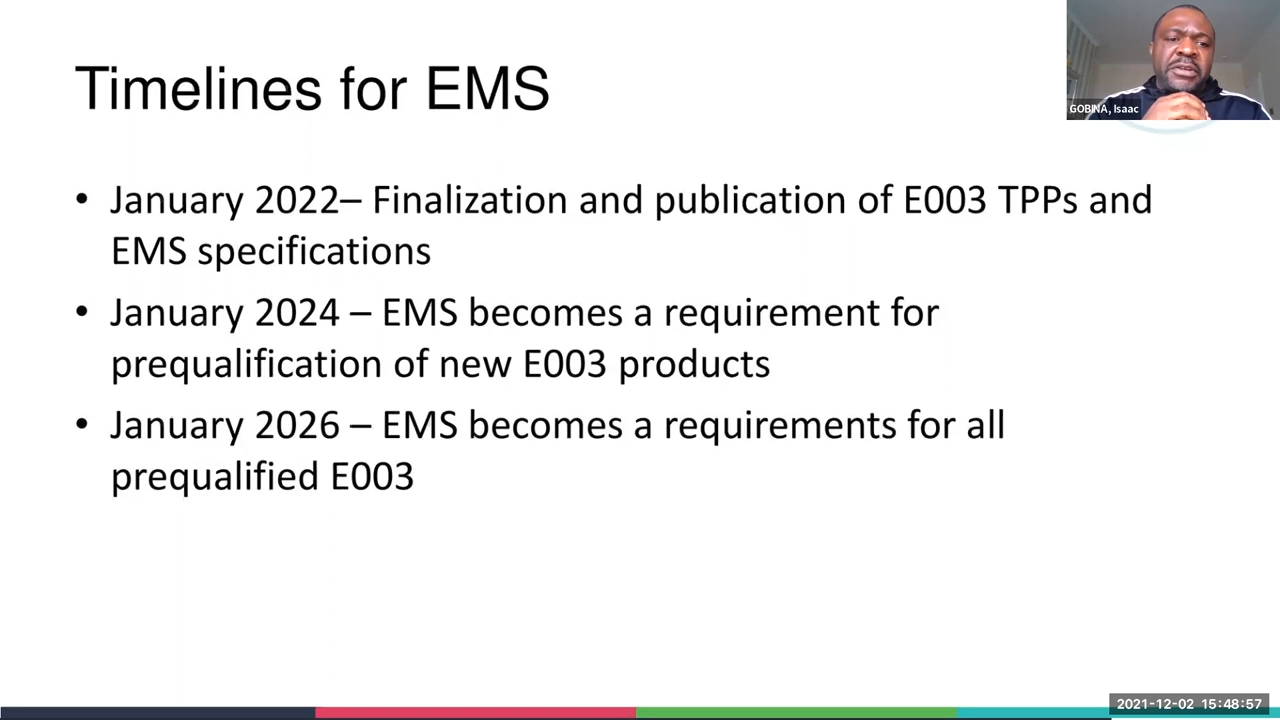 Timelines for EMS
GOBINA, Isaac
• January 2022– Finalization and publication of E003 TPPs and
EMS specifications
• January 2024 – EMS becomes a requirement for
prequalification of new E003 products
• January 2026 – EMS becomes a requirements for all
prequalified E003
2021-12-02 15:48:57